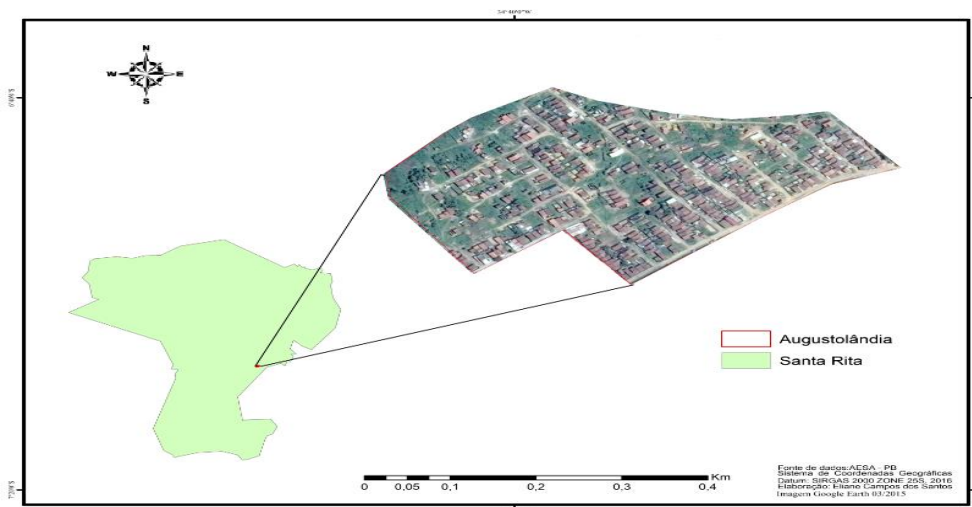 N
W E
S
Augustolândia
Santa Rita
Km
0 0,05 0,1 0,2 0,3 0,4
Fonte de dados:AESA - PB
Sistema de Coordenadas Geográficas
Datum: SIRGAS 2000 ZONE 25S, 2016
Elaboração: Eliane Campos dos Santos
Imagem Google Earth 03/2015